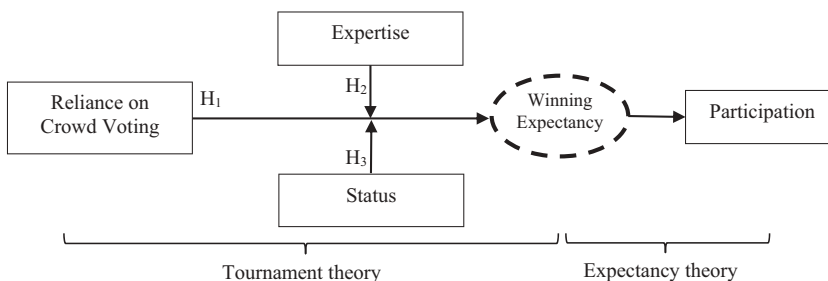 Expertise
H₂
Reliance on
Crowd Voting
H₁
Winning
Expectancy
Participation
H₃
Status
Tournament theory
Expectancy theory